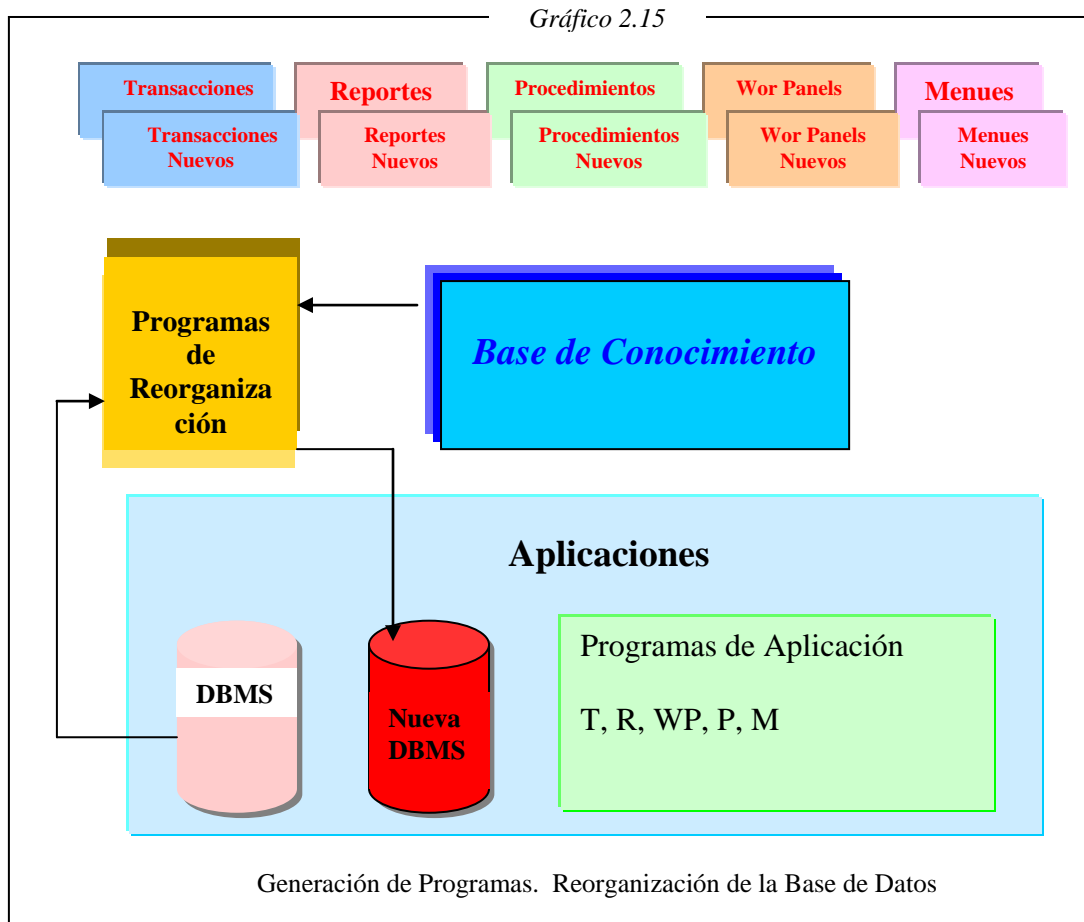 Gráfico 2.15
Transacciones
Reportes
Procedimientos
Wor Panels
Menues
Transacciones
Nuevos
Reportes
Nuevos
Procedimientos
Nuevos
Wor Panels
Nuevos
Menues
Nuevos
Programas
de
Reorganiza
ción
Base de Conocimiento
Aplicaciones
DBMS
Nueva
DBMS
Programas de Aplicación
T, R, WP, P, M
Generación de Programas. Reorganización de la Base de Datos